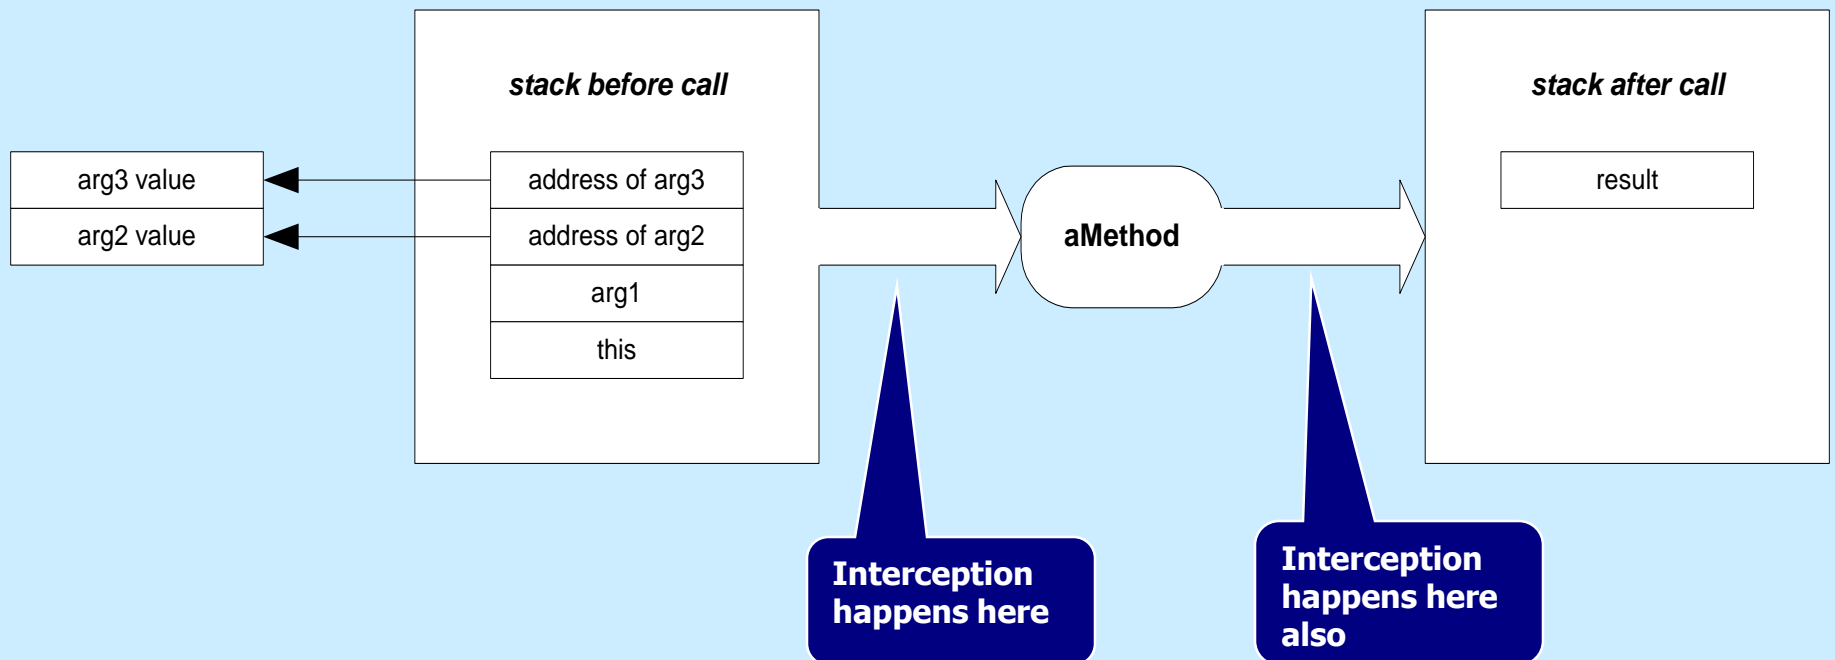 stack before call
stack after call
arg3 value
address of arg3
result
arg2 value
address of arg2
aMethod
arg1
this
Interception
happens here
Interception
happens here
also